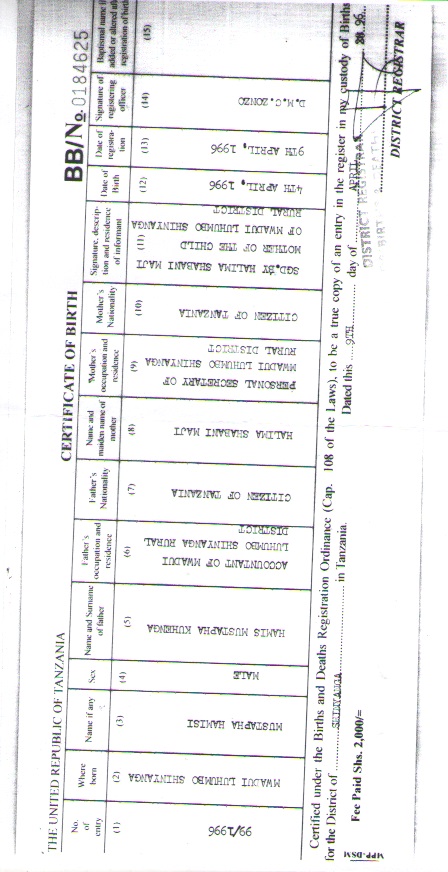 THE UNITED REPUBLIC OF TANZANIA
CERTIFICATE OF BIRTH
BB/No. 0184625
No. of entry
Where born
Name if any
Sex
Name and Surname of father
Father's occupation and residence
Father's Nationality
Name and maiden name of mother
Mother's occupation and residence
Mother's Nationality
Signature, description and residence of informant
Date of Birth
Date of registration
Signature of registering officer
Baptismal name if added or altered
registration of birth
(1) (2) (3) (4) (5) (6) (7) (8) (9) (10) (11) (12) (13) (14) (15)
99/1996
MWADUI LUHUMBO SHINYANGA
MUSTAPHA HAMISI
MALE
HAMIS MUSTAPHA KUHENGA
ACCOUNTANT OF MWADUI
LUHUMBO SHINYANGA RURAL
DISTRICT
CITIZEN OF TANZANIA
HALIMA SHABANI MAJI
PERSONAL SECRETARY OF
MWADUI LUHUMBO SHINYANGA
RURAL DISTRICT
CITIZEN OF TANZANIA
SGD. BY HALIMA SHABANI MAJI
MOTHER OF THE CHILD
OF MWADUI LUHUMBO SHINYANGA
RURAL DISTRICT
4TH APRIL, 1996
9TH APRIL, 1996
D.M.C. ZONZO
Certified under the Births and Deaths Registration Ordinance (Cap. 108 of the Laws), to be a true copy of an entry in the register in my custody of Births
for the District of SHINYANGA in Tanzania. Dated this 9TH day of APRIL
Fee Paid Shs. 2,000/=
DISTRICT REGISTRAR
DISTRICT REGISTRAR
MPP-DSM